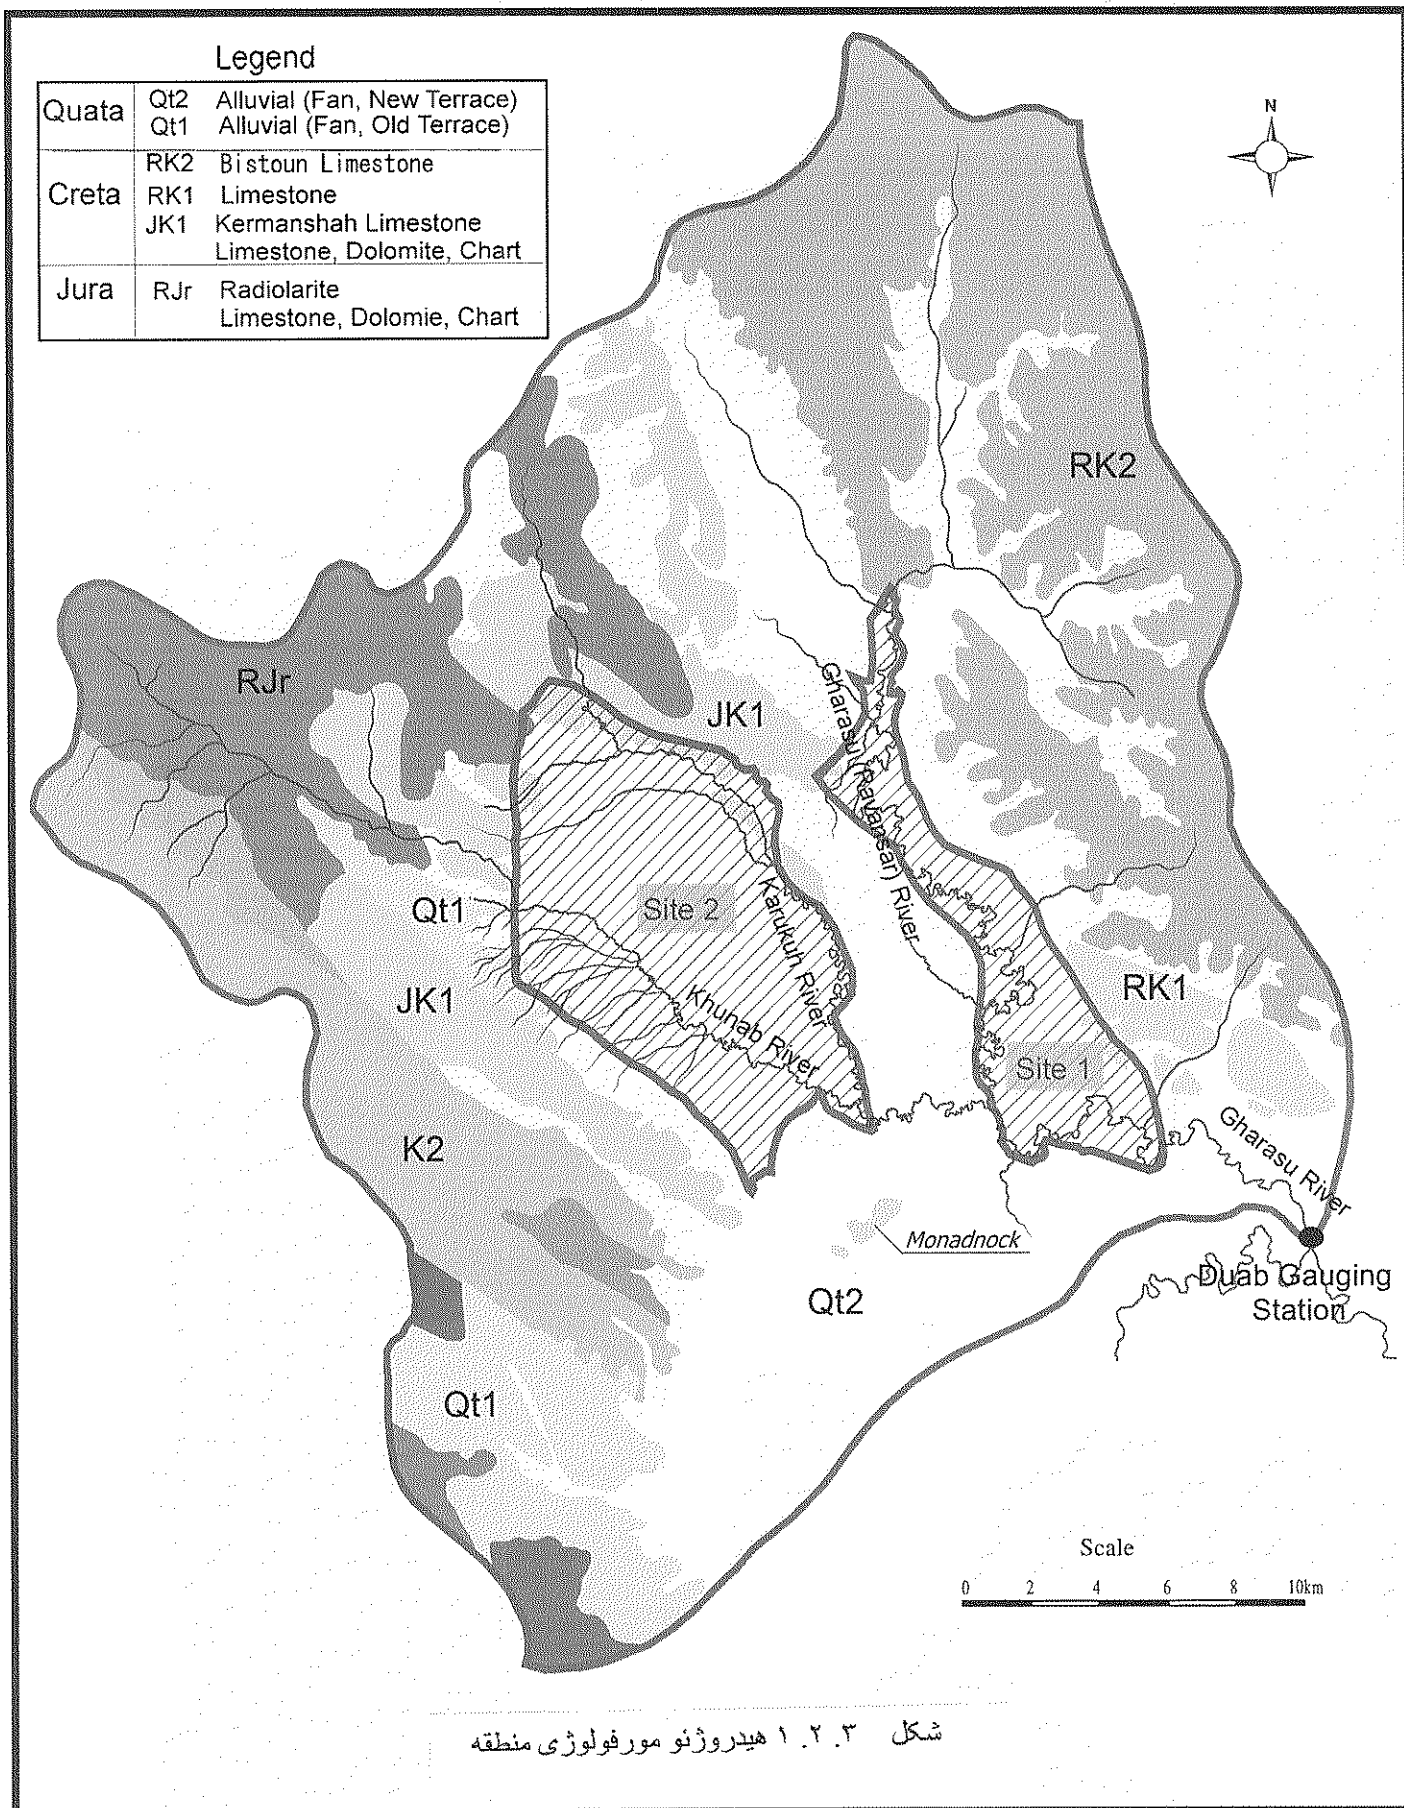 Legend
Quata
Qt2 Alluvial (Fan, New Terrace)
Qt1 Alluvial (Fan, Old Terrace)
Creta
RK2 Bistoun Limestone
RK1 Limestone
JK1 Kermanshah Limestone
Limestone, Dolomite, Chart
Jura
RJr Radiolarite
Limestone, Dolomie, Chart
N
RK2
RJr
JK1
Gharasu (Ravansar) River
Qt1
Site 2
Karukuh River
JK1
Khunab River
RK1
Site 1
K2
Gharasu River
Monadnock
Duab Gauging
Station
Qt2
Qt1
Scale
0 2 4 6 8 10km
شکل ۳. ۲. ۱ هیدروژئو مورفولوژی منطقه